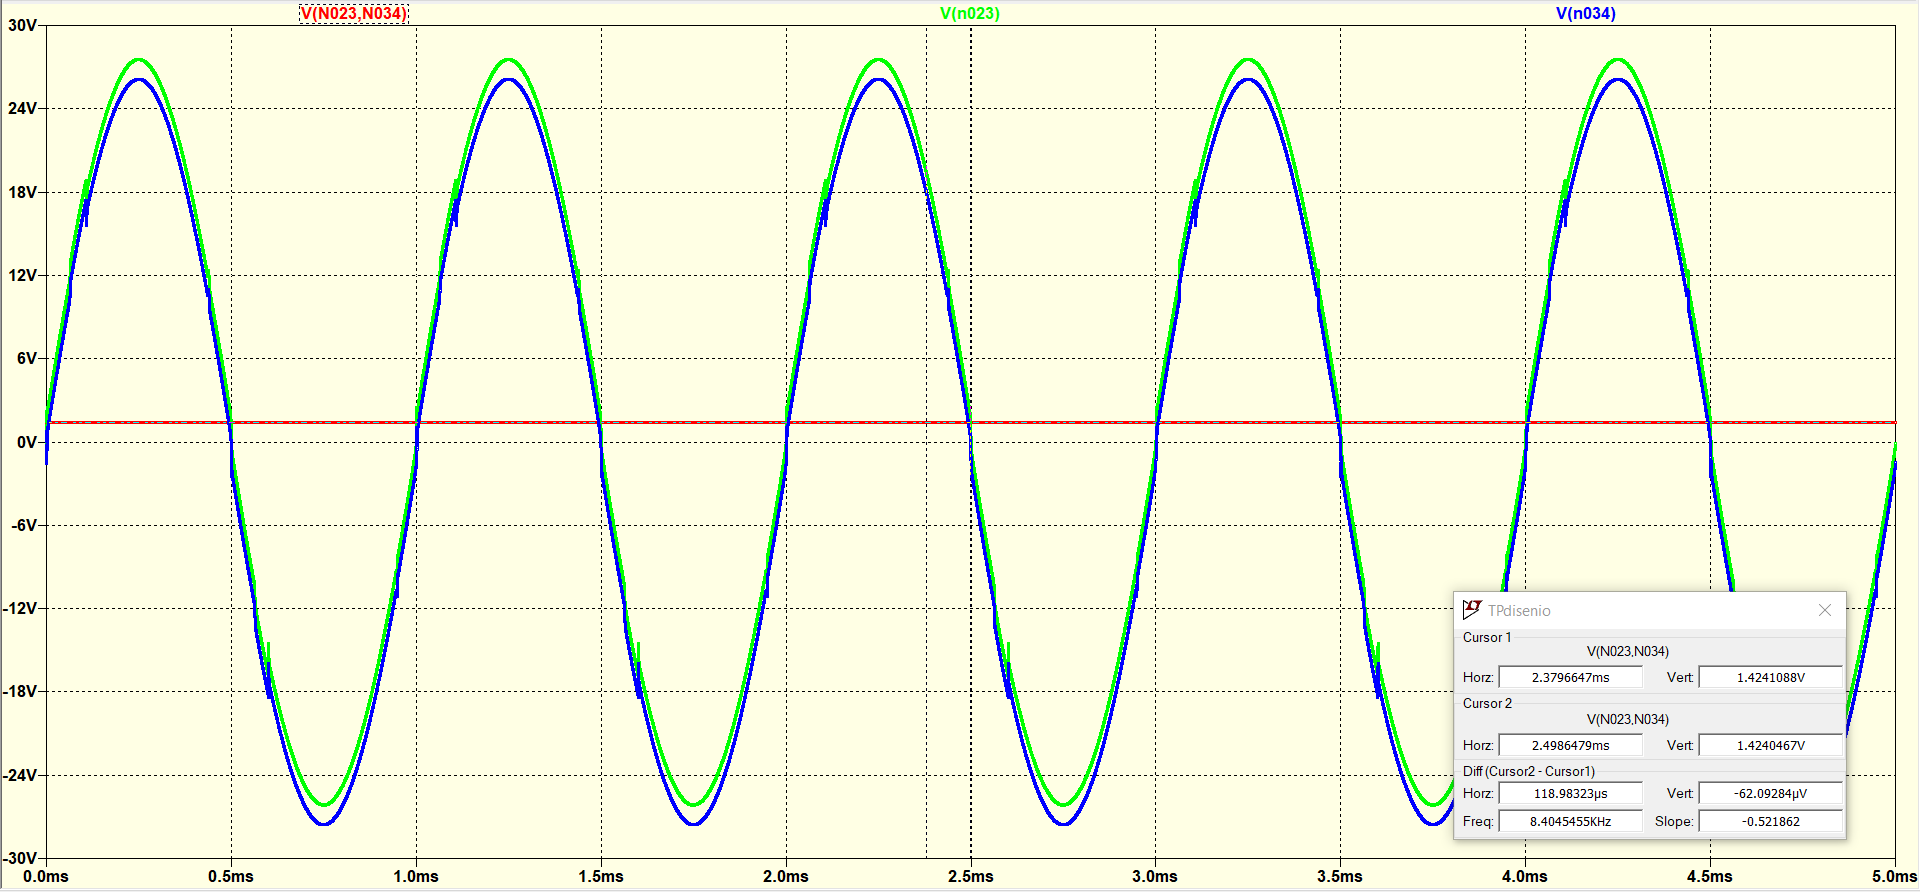 V(N023,N034) V(n023) V(n034)
30V
24V
18V
12V
6V
0V
-6V
-12V
-18V
-24V
-30V
0.0ms 0.5ms 1.0ms 1.5ms 2.0ms 2.5ms 3.0ms 3.5ms 4.0ms 4.5ms 5.0ms
TPdisenio
Cursor 1
V(N023,N034)
Horz: 2.3796647ms Vert: 1.4241088V
Cursor 2
V(N023,N034)
Horz: 2.4986479ms Vert: 1.4240467V
Diff (Cursor2 - Cursor1)
Horz: 118.98323µs Vert: -62.09284µV
Freq: 8.4045455KHz Slope: -0.521862